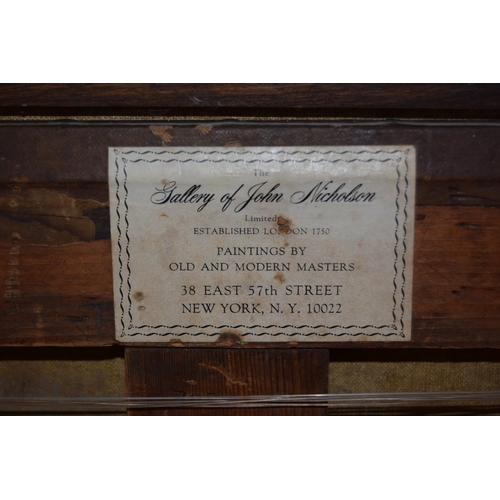 The
Gallery of John Nicholson
Limited
ESTABLISHED LONDON 1750
PAINTINGS BY
OLD AND MODERN MASTERS
38 EAST 57th STREET
NEW YORK, N. Y. 10022